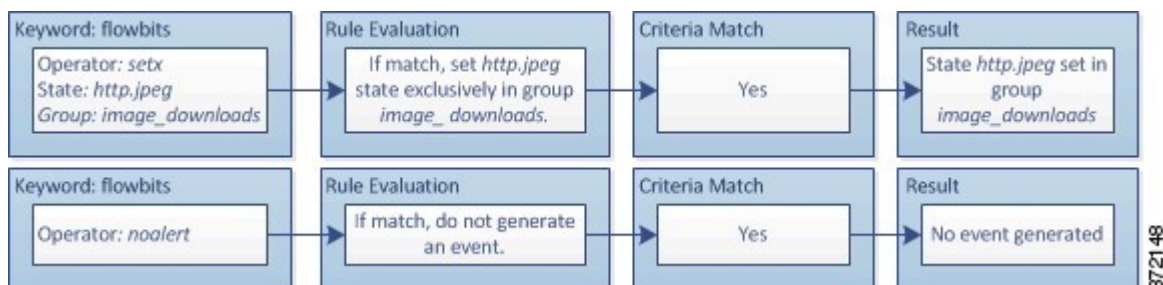 Keyword: flowbits
Operator: setx
State: http.jpeg
Group: image_downloads
Rule Evaluation
If match, set http.jpeg
state exclusively in group
image_ downloads.
Criteria Match
Yes
Result
State http.jpeg set in
group
image_downloads
Keyword: flowbits
Operator: noalert
Rule Evaluation
If match, do not generate
an event.
Criteria Match
Yes
Result
No event generated
372148